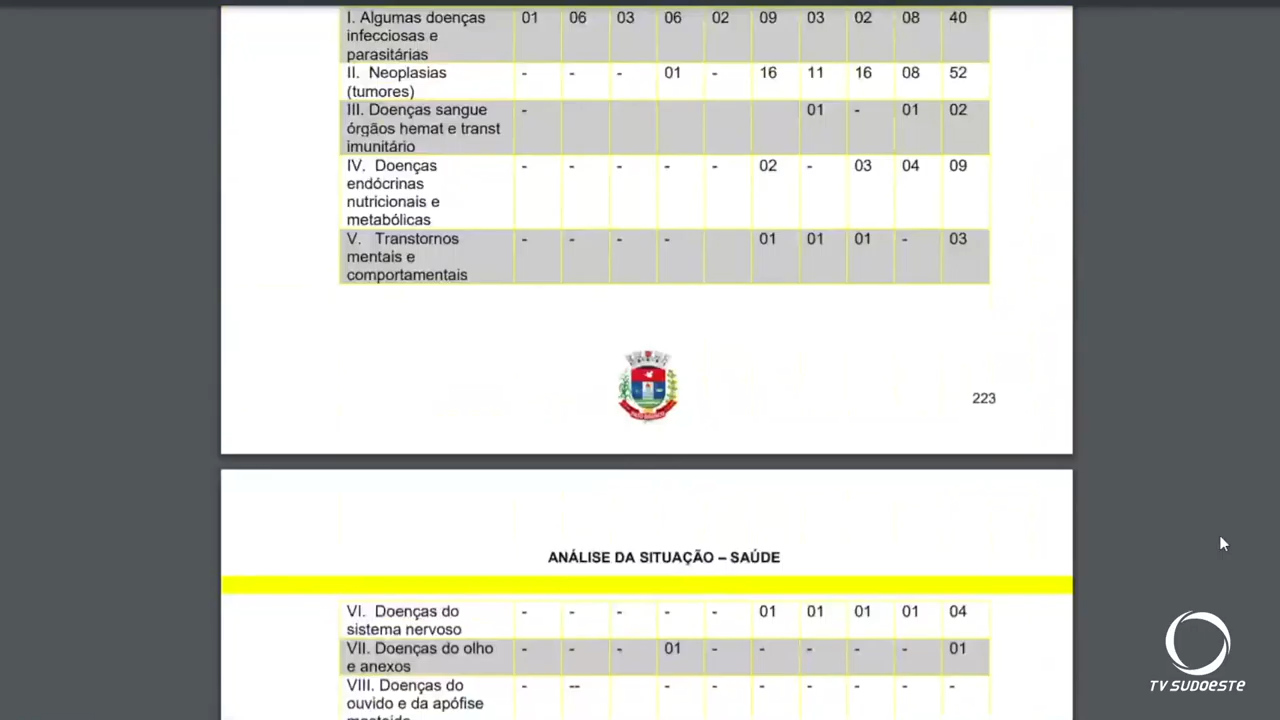 I. Algumas doenças 01 06 03 06 02 09 03 02 08 40
infecciosas e
parasitárias
II. Neoplasias - - - 01 - 16 11 16 08 52
(tumores)
III. Doenças sangue - 01 - 01 02
órgãos hemat e transt
imunitário
IV. Doenças - - - - - 02 - 03 04 09
endócrinas
nutricionais e
metabólicas
V. Transtornos - - - - 01 01 01 - 03
mentais e
comportamentais
223
ANÁLISE DA SITUAÇÃO – SAÚDE
VI. Doenças do - - - - - 01 01 01 01 04
sistema nervoso
VII. Doenças do olho - - - 01 - - - - - 01
e anexos
VIII. Doenças do - -- - - - - - - -
ouvido e da apófise
TV SUDOESTE